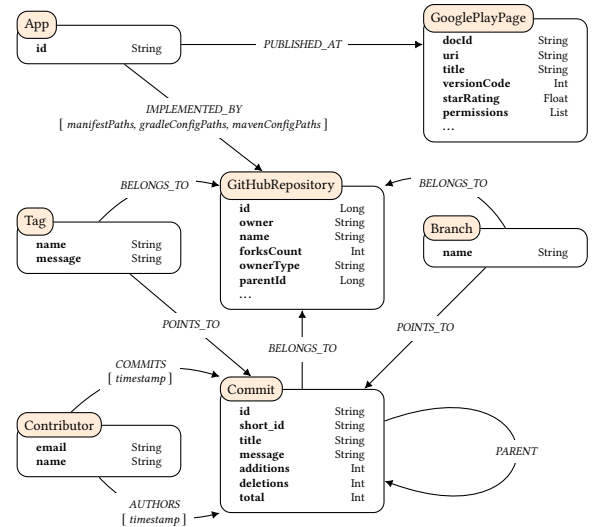 App
id String
PUBLISHED_AT
GooglePlayPage
docId String
uri String
title String
versionCode Int
starRating Float
permissions List
...
IMPLEMENTED_BY
[ manifestPaths, gradleConfigPaths, mavenConfigPaths ]
BELONGS_TO
GitHubRepository
id Long
owner String
name String
forksCount Int
ownerType String
parentId Long
...
BELONGS_TO
Tag
name String
message String
Branch
name String
POINTS_TO
BELONGS_TO
POINTS_TO
COMMITS
[ timestamp ]
Commit
id String
short_id String
title String
message String
additions Int
deletions Int
total Int
Contributor
email String
name String
PARENT
AUTHORS
[ timestamp ]